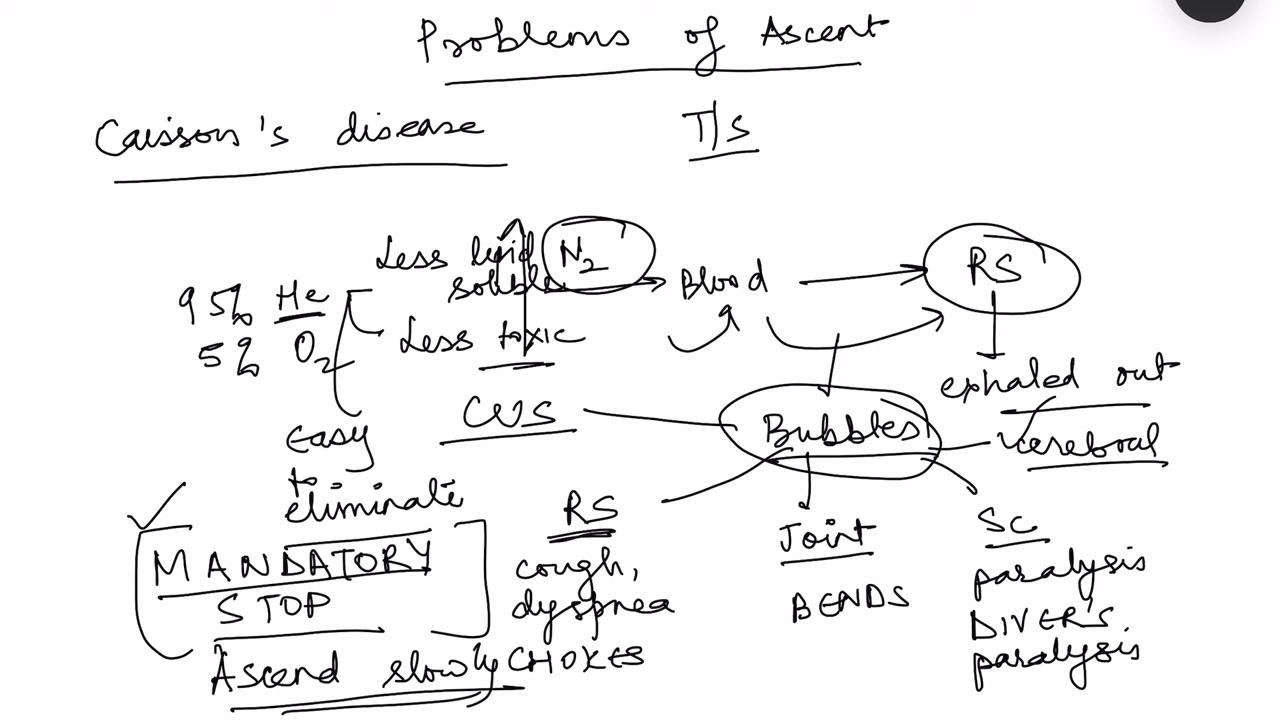 Problems of Ascent
Caisson's disease
T/S
Less lipid
soluble
N2
Blood
RS
95% He
5% O2
Less toxic
exhaled out
CVS
Bubbles
cerebral
Easy
to
eliminate
RS
Joint
SC
MANDATORY
STOP
cough,
dyspnea
BENDS
paralysis
DIVER'S
paralysis
Ascend slowly
CHOKES